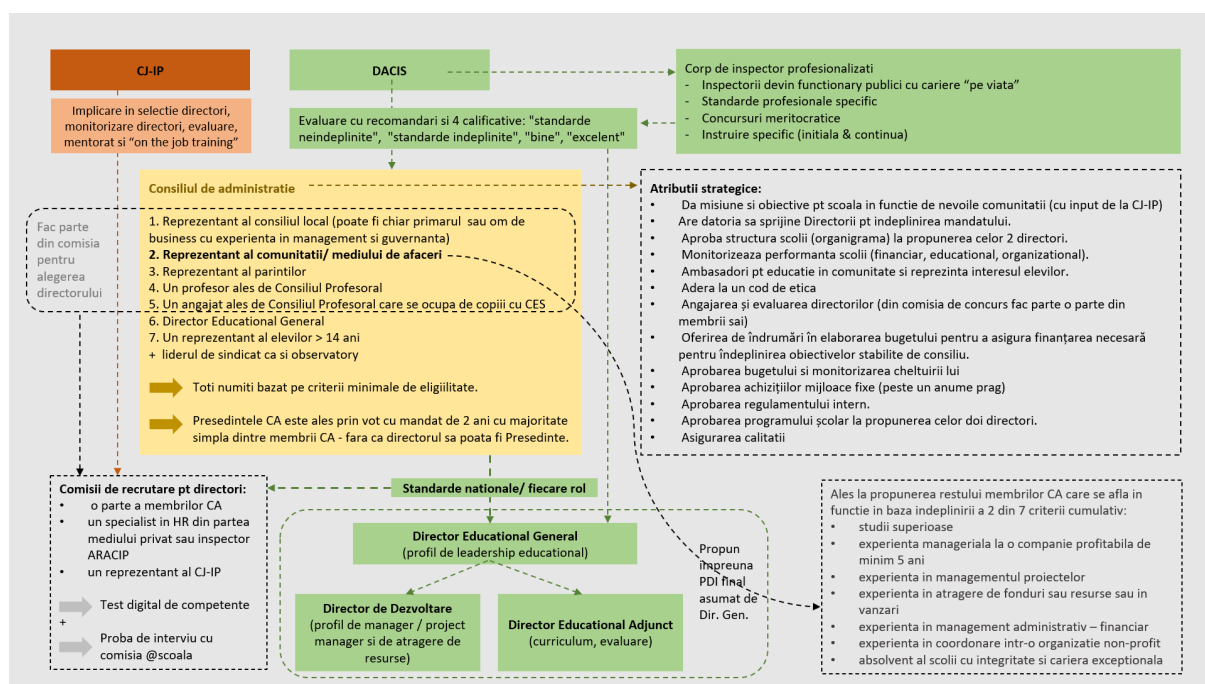 CJ-IP
Implicare in selectie directori,
monitorizare directori, evaluare,
mentorat si “on the job training”
DACIS
Evaluare cu recomandari si 4 calificative: "standarde
neindeplinite", "standarde indeplinite", "bine", "excelent"
Corp de inspector profesionalizati
- Inspectorii devin functionary publici cu cariere “pe viata”
- Standarde profesionale specific
- Concursuri meritocratice
- Instruire specific (initiala & continua)
Consiliul de administratie
Fac parte
din comisia
pentru
alegerea
directorului
1. Reprezentant al consiliul local (poate fi chiar primarul sau om de
business cu experienta in management si guvernanta)
2. Reprezentant al comunitatii/ mediului de afaceri
3. Reprezentant al parintilor
4. Un profesor ales de Consiliul Profesoral
5. Un angajat ales de Consiliul Profesoral care se ocupa de copiii cu CES
6. Director Educational General
7. Un reprezentant al elevilor > 14 ani
+ liderul de sindicat ca si observatory
Toti numiti bazat pe criterii minimale de eligiilitate.
Presedintele CA este ales prin vot cu mandat de 2 ani cu majoritate
simpla dintre membrii CA - fara ca directorul sa poata fi Presedinte.
Atributii strategice:
• Da misiune si obiective pt scoala in functie de nevoile comunitatii (cu input de la CJ-IP)
• Are datoria sa sprijine Directorii pt indeplinirea mandatului.
• Aproba structura scolii (organigrama) la propunerea celor 2 directori.
• Monitorizeaza performanta scolii (financiar, educational, organizational).
• Ambasadori pt educatie in comunitate si reprezinta interesul elevilor.
• Adera la un cod de etica
• Angajarea și evaluarea directorilor (din comisia de concurs fac parte o parte din
membrii sai)
• Oferirea de îndrumări în elaborarea bugetului pentru a asigura finanțarea necesară
pentru îndeplinirea obiectivelor stabilite de consiliu.
• Aprobarea bugetului si monitorizarea cheltuirii lui
• Aprobarea achizițiilor mijloace fixe (peste un anume prag)
• Aprobarea regulamentului intern.
• Aprobarea programului școlar la propunerea celor doi directori.
• Asigurarea calitatii
Comisii de recrutare pt directori:
• o parte a membrilor CA
• un specialist in HR din partea
mediului privat sau inspector
ARACIP
• un reprezentant al CJ-IP
Test digital de competente
+
Proba de interviu cu
comisia @scoala
Standarde nationale/ fiecare rol
Director Educational General
(profil de leadership educational)
Director de Dezvoltare
(profil de manager / project
manager si de atragere de
resurse)
Director Educational Adjunct
(curriculum, evaluare)
Propun
impreuna
PDI final
asumat de
Dir. Gen.
Ales la propunerea restului membrilor CA care se afla in
functie in baza indeplinirii a 2 din 7 criterii cumulativ:
• studii superioase
• experienta manageriala la o companie profitabila de
minim 5 ani
• experienta in managementul proiectelor
• experienta in atragere de fonduri sau resurse sau in
vanzari
• experienta in management administrativ – financiar
• experienta in coordonare intr-o organizatie non-profit
• absolvent al scolii cu integritate si cariera exceptionala